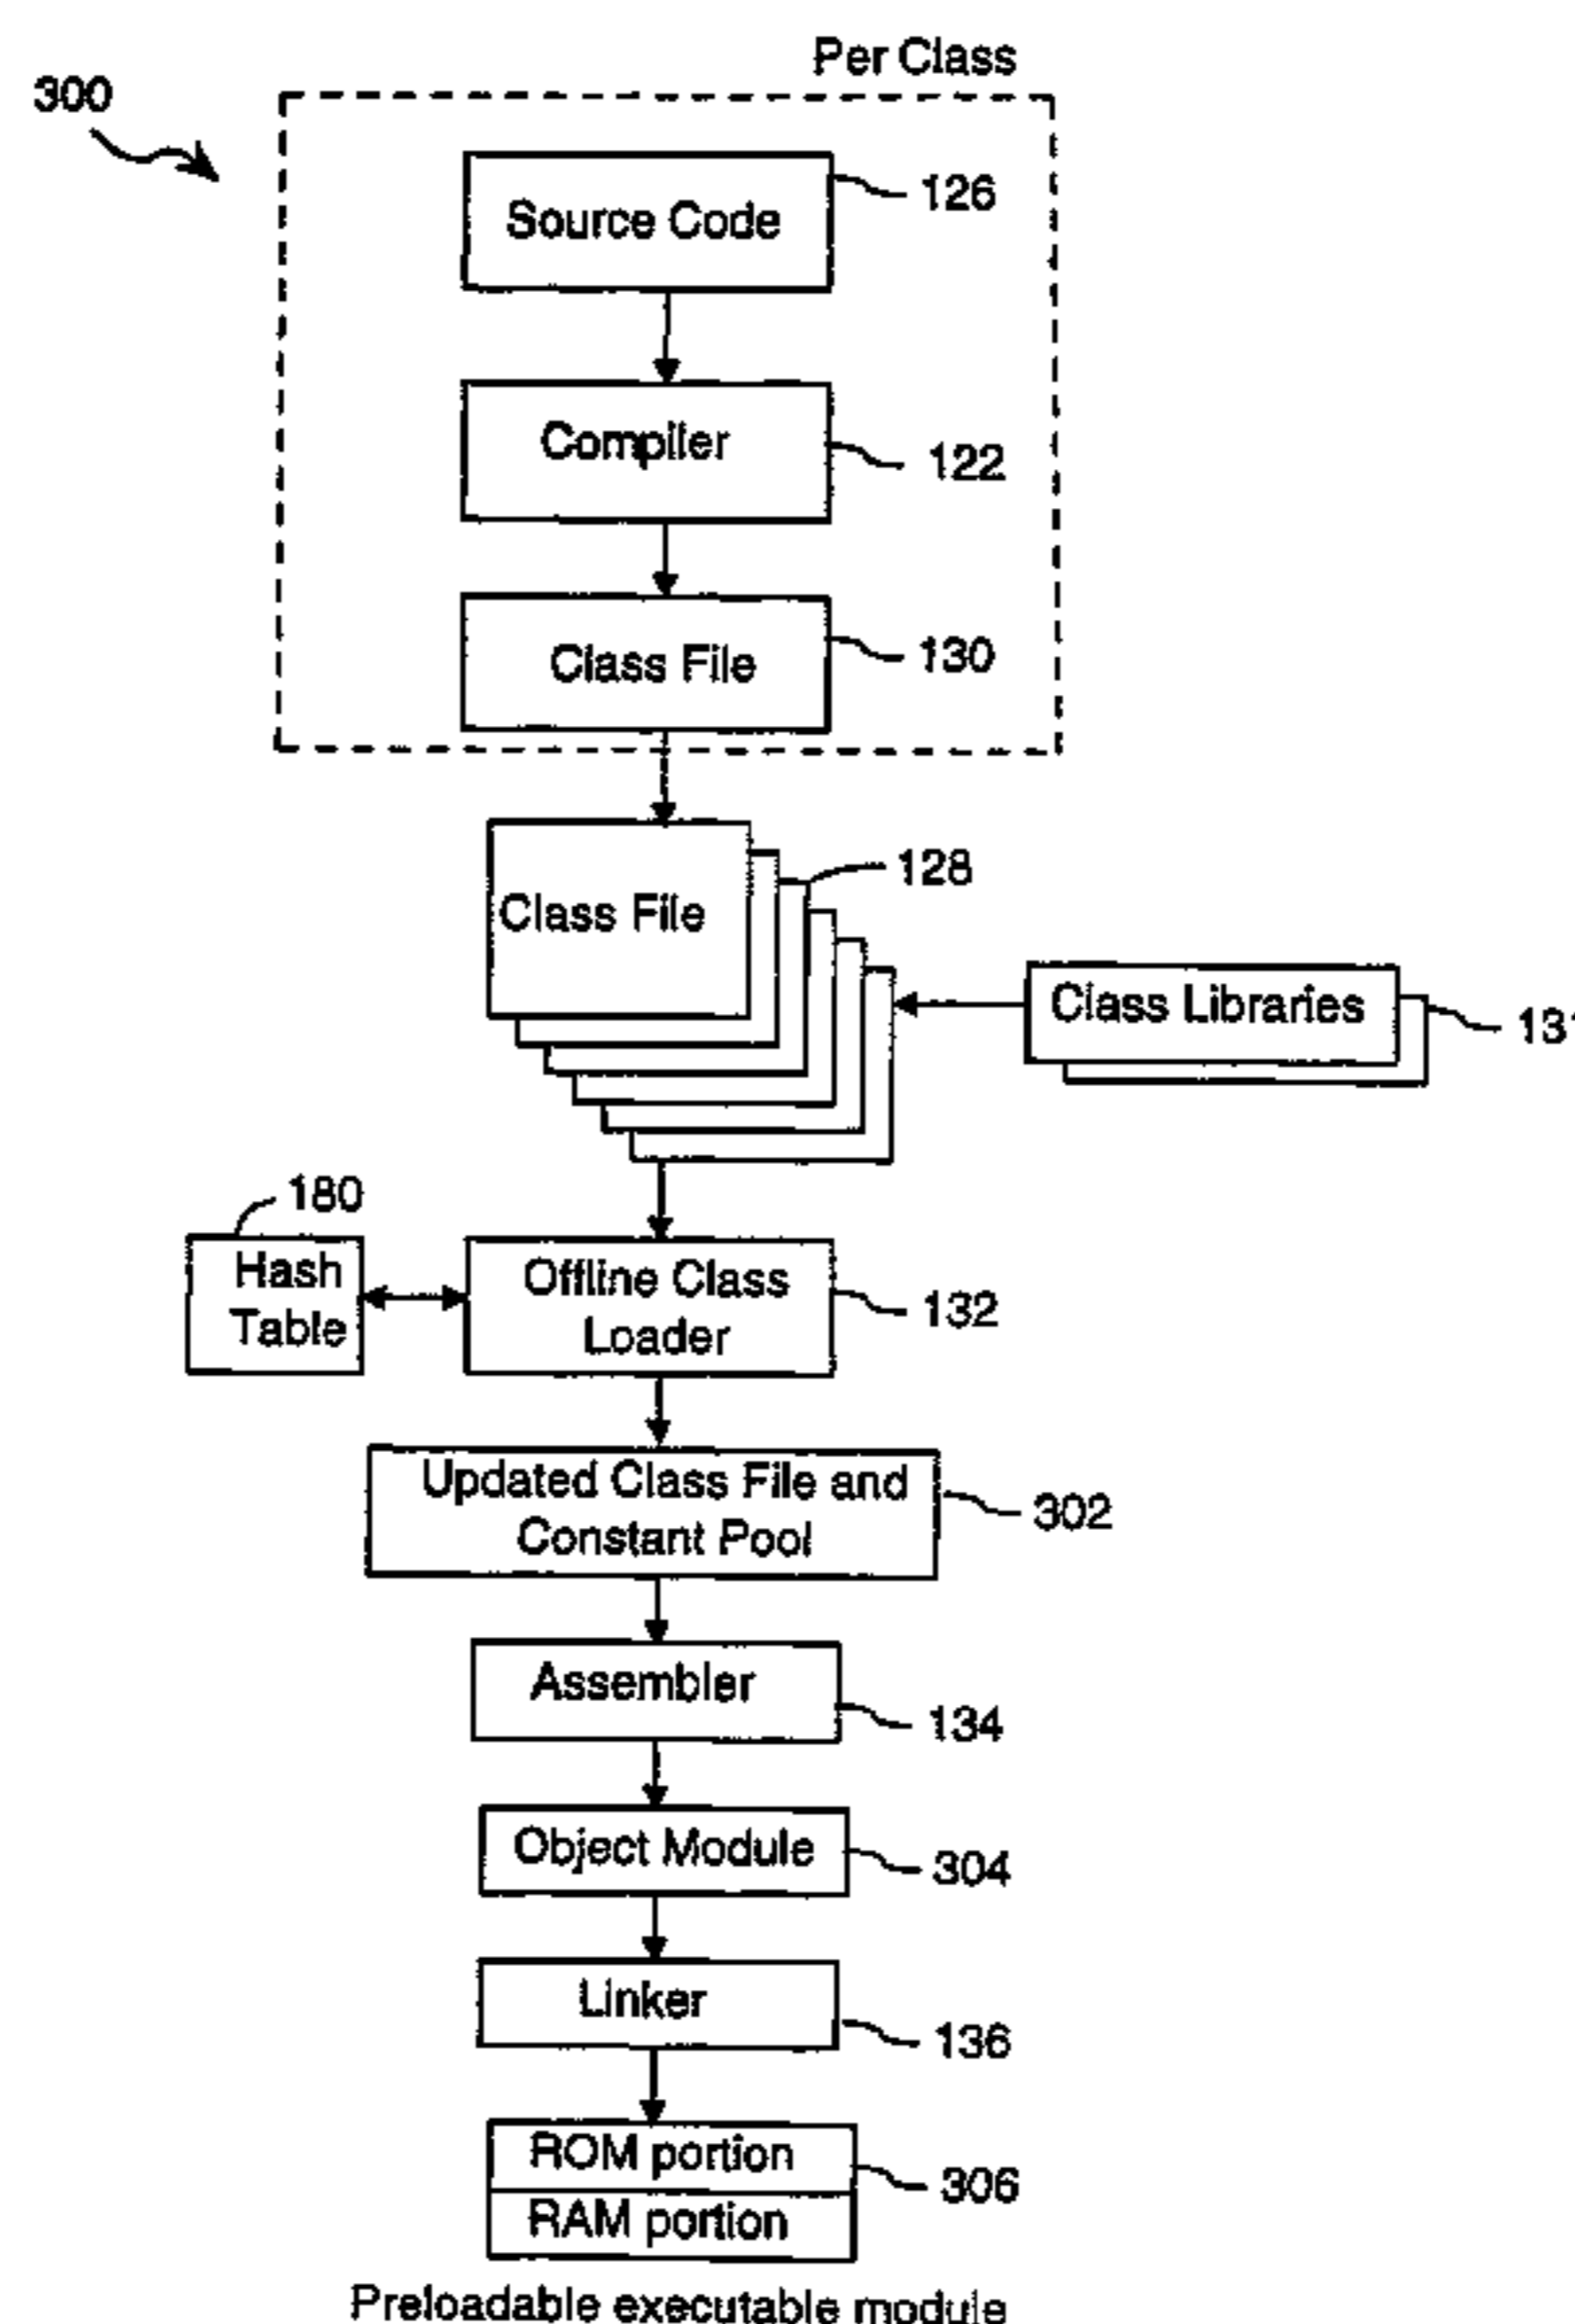 Per Class
300
Source Code
126
Compiler
122
Class File
130
Class File
128
Class Libraries
131
180
Hash
Table
Offline Class
Loader
132
Updated Class File and
Constant Pool
302
Assembler
134
Object Module
304
Linker
136
ROM portion
306
RAM portion
Preloadable executable module